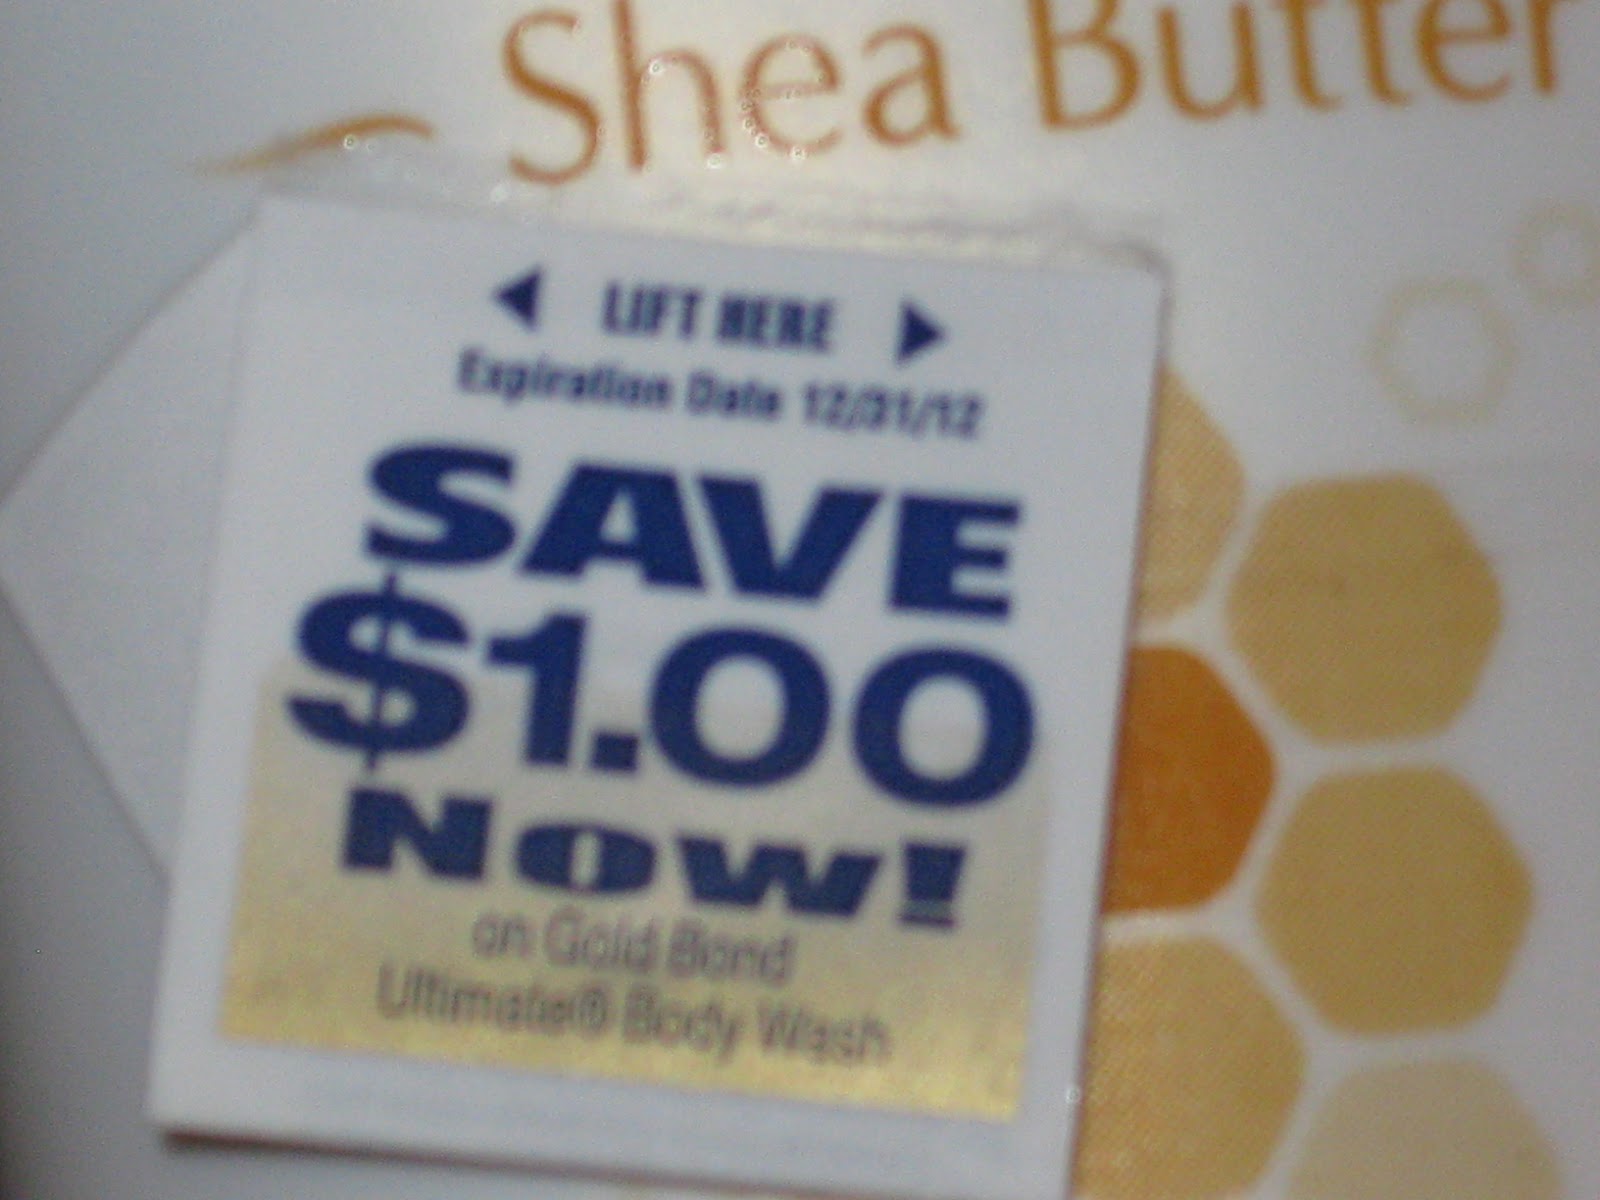 Shea Butter
LIFT HERE
Expiration Date 12/31/12
SAVE
$1.00
NOW!
on Gold Bond
Ultimate® Body Wash